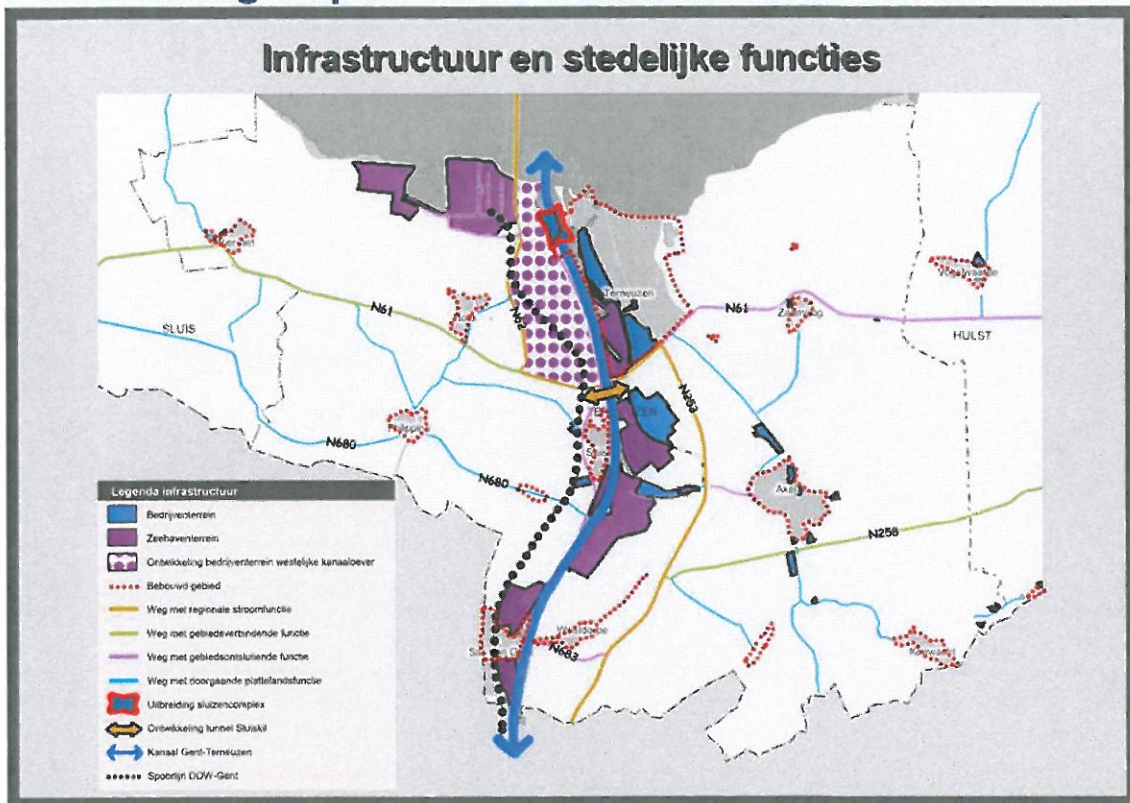 Infrastructuur en stedelijke functies
N61
N62
SLUIS
Terneuzen
N61
HULST
N253
Philippine
N680
N680
Axel
N258
Westdorpe
N683
Legenda infrastructuur
Bedrijventerrein
Zeehaventerrein
Ontwikkeling bedrijventerrein westelijke kanaaloever
Bebouwd gebied
Weg met regionale stroomfunctie
Weg met gebiedsverbindende functie
Weg met gebiedsontsluitende functie
Weg met doorgaande plattelandsfunctie
Uitbreiding sluizencomplex
Ontwikkeling tunnel Sluiskil
Kanaal Gent-Terneuzen
Spoorlijn DOW-Gent